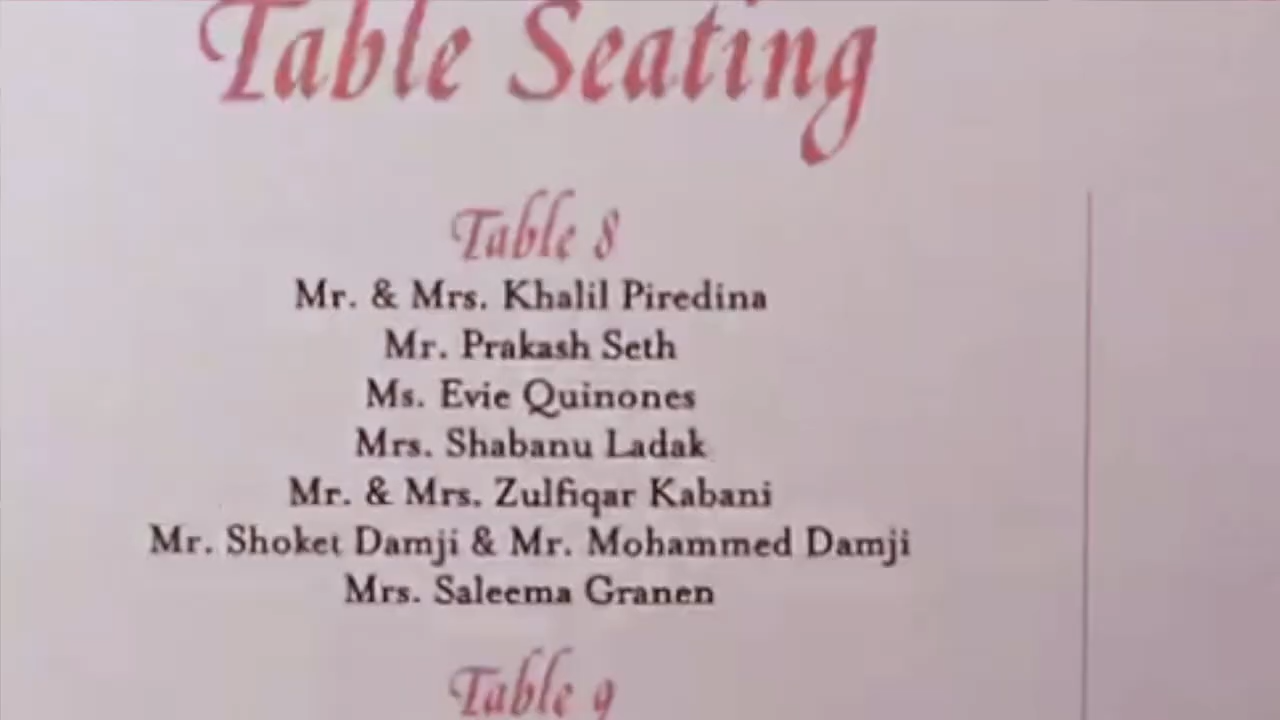 Table Seating
Table 8
Mr. & Mrs. Khalil Piredina
Mr. Prakash Seth
Ms. Evie Quinones
Mrs. Shabanu Ladak
Mr. & Mrs. Zulfiqar Kabani
Mr. Shoket Damji & Mr. Mohammed Damji
Mrs. Saleema Granen
Table 9